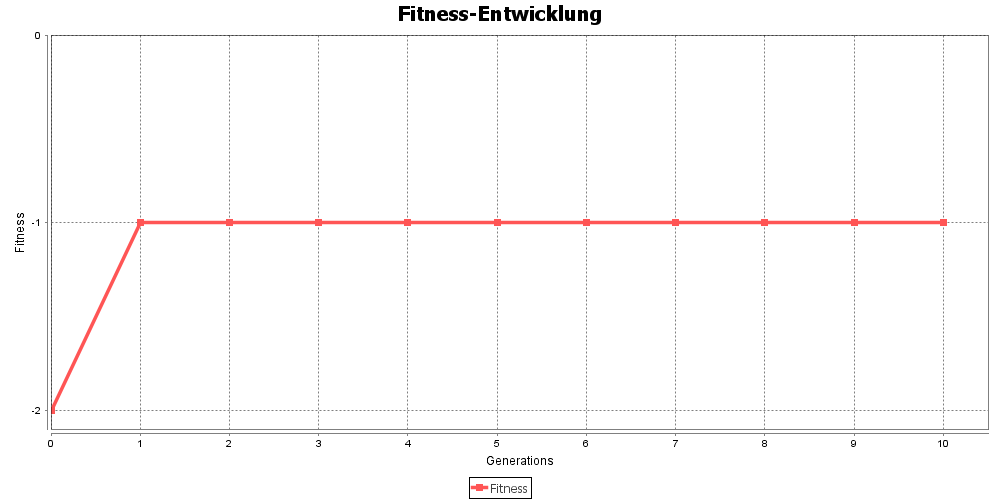 Fitness-Entwicklung
0
-1
-2
Fitness
0 1 2 3 4 5 6 7 8 9 10
Generations
Fitness